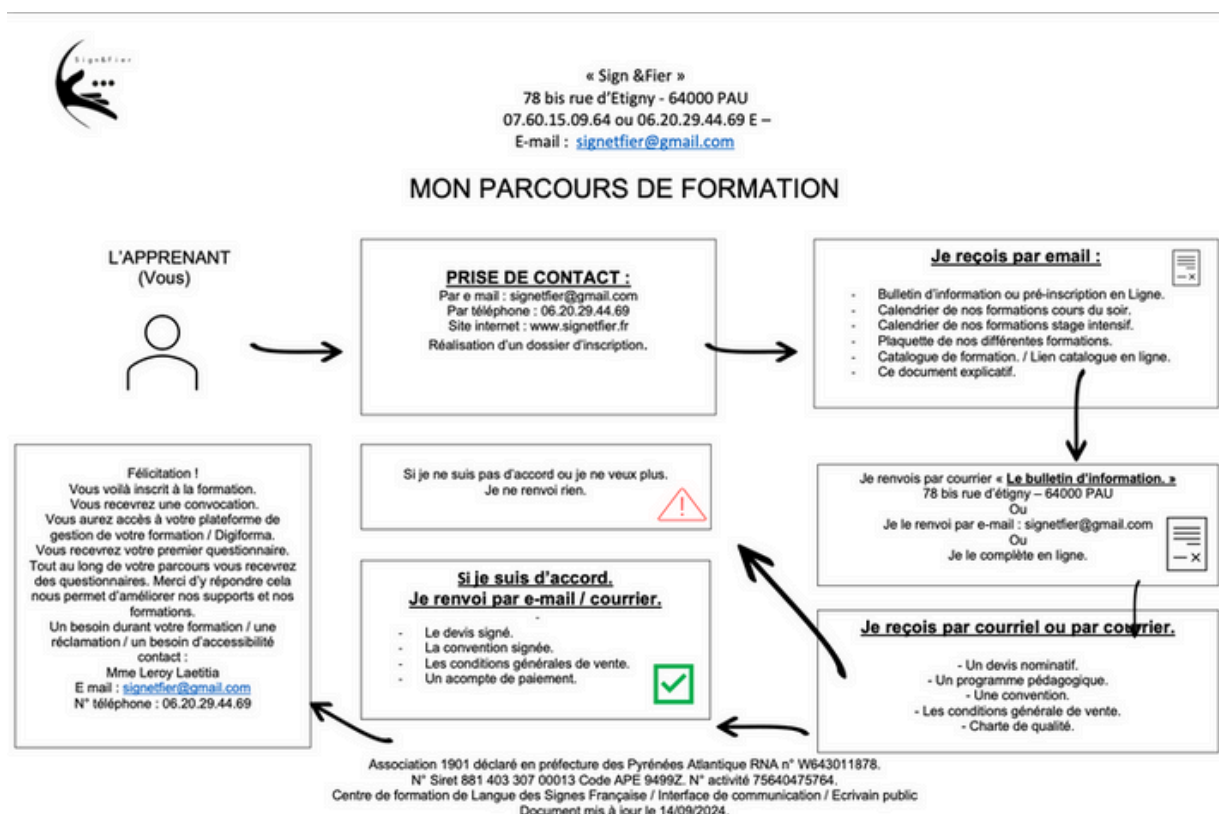 Sign&Fier
« Sign &Fier »
78 bis rue d'Etigny - 64000 PAU
07.60.15.09.64 ou 06.20.29.44.69 E –
E-mail : signetfier@gmail.com
MON PARCOURS DE FORMATION
L'APPRENANT
(Vous)
PRISE DE CONTACT :
Par e mail : signetfier@gmail.com
Par téléphone : 06.20.29.44.69
Site internet : www.signetfier.fr
Réalisation d'un dossier d'inscription.
Je reçois par email :
- Bulletin d'information ou pré-inscription en Ligne.
- Calendrier de nos formations cours du soir.
- Calendrier de nos formations stage intensif.
- Plaquette de nos différentes formations.
- Catalogue de formation. / Lien catalogue en ligne.
- Ce document explicatif.
Je renvois par courrier « Le bulletin d'information. »
78 bis rue d'étigny – 64000 PAU
Ou
Je le renvoi par e-mail : signetfier@gmail.com
Ou
Je le complète en ligne.
Je reçois par courriel ou par courrier.
- Un devis nominatif.
- Un programme pédagogique.
- Une convention.
- Les conditions générale de vente.
- Charte de qualité.
Si je ne suis pas d'accord ou je ne veux plus.
Je ne renvoi rien.
Si je suis d'accord.
Je renvoi par e-mail / courrier.
-
- Le devis signé.
- La convention signée.
- Les conditions générales de vente.
- Un acompte de paiement.
Félicitation !
Vous voilà inscrit à la formation.
Vous recevrez une convocation.
Vous aurez accès à votre plateforme de
gestion de votre formation / Digiforma.
Vous recevrez votre premier questionnaire.
Tout au long de votre parcours vous recevrez
des questionnaires. Merci d'y répondre cela
nous permet d'améliorer nos supports et nos
formations.
Un besoin durant votre formation / une
réclamation / un besoin d'accessibilité
contact :
Mme Leroy Laetitia
E mail : signetfier@gmail.com
N° téléphone : 06.20.29.44.69
Association 1901 déclaré en préfecture des Pyrénées Atlantique RNA n° W643011878.
N° Siret 881 403 307 00013 Code APE 9499Z. N° activité 75640475764.
Centre de formation de Langue des Signes Française / Interface de communication / Ecrivain public
Document mis à jour le 14/09/2024.